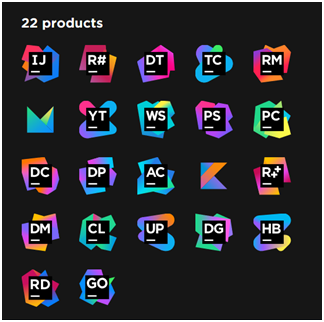 22 products
IJ R# DT TC RM
YT WS PS PC
DC DP AC R++
DM CL UP DG HB
RD GO